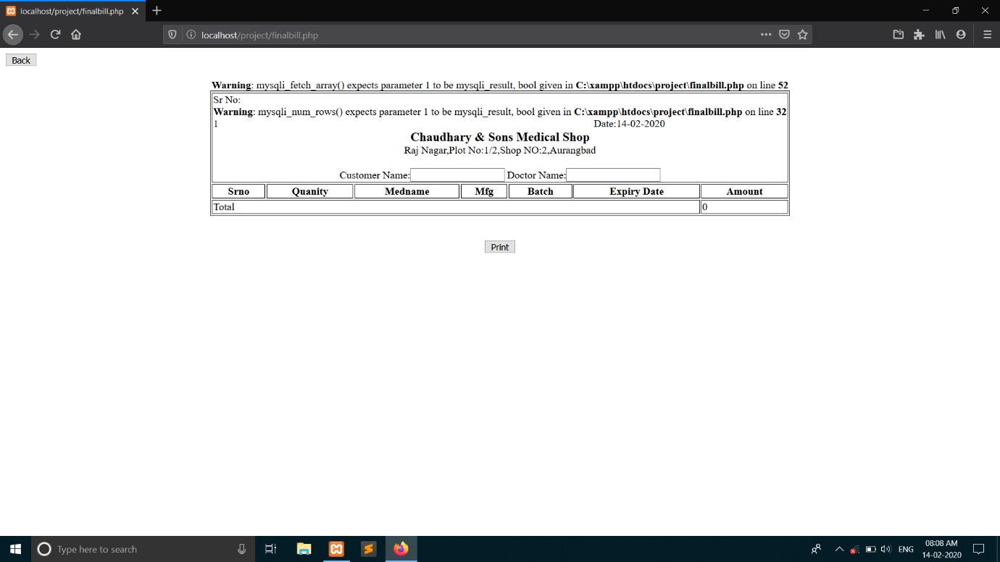 localhost/project/finalbill.php
localhost/project/finalbill.php
Back
Warning: mysqli_fetch_array() expects parameter 1 to be mysqli_result, bool given in C:\xampp\htdocs\project\finalbill.php on line 52
Sr No:
Warning: mysqli_num_rows() expects parameter 1 to be mysqli_result, bool given in C:\xampp\htdocs\project\finalbill.php on line 32
1 Date:14-02-2020
Chaudhary & Sons Medical Shop
Raj Nagar,Plot No:1/2,Shop NO:2,Aurangbad
Customer Name: Doctor Name:
Srno Quanity Medname Mfg Batch Expiry Date Amount
Total 0
Print
Type here to search
ENG
08:08 AM
14-02-2020